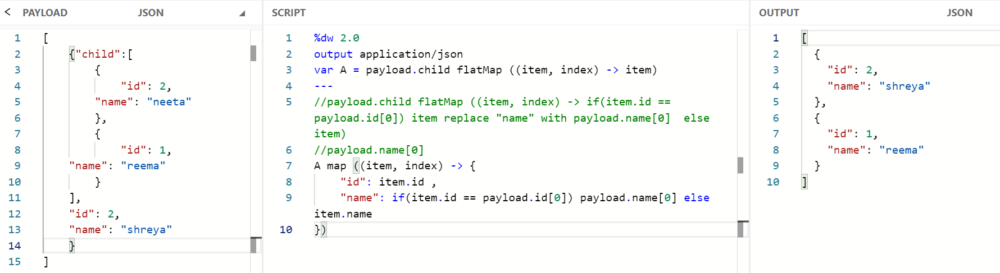 < PAYLOAD JSON
1 [
2 {"child":[
3 {
4 "id": 2,
5 "name": "neeta"
6 },
7 {
8 "id": 1,
9 "name": "reema"
10 }
11 ],
12 "id": 2,
13 "name": "shreya"
14 }
15 ]
SCRIPT
1 %dw 2.0
2 output application/json
3 var A = payload.child flatMap ((item, index) -> item)
4 ---
5 //payload.child flatMap ((item, index) -> if(item.id ==
payload.id[0]) item replace "name" with payload.name[0]  else
item)
6 //payload.name[0]
7 A map ((item, index) -> {
8 "id": item.id ,
9 "name": if(item.id == payload.id[0]) payload.name[0] else
item.name
10 })
OUTPUT JSON
1 [
2 {
3 "id": 2,
4 "name": "shreya"
5 },
6 {
7 "id": 1,
8 "name": "reema"
9 }
10 ]